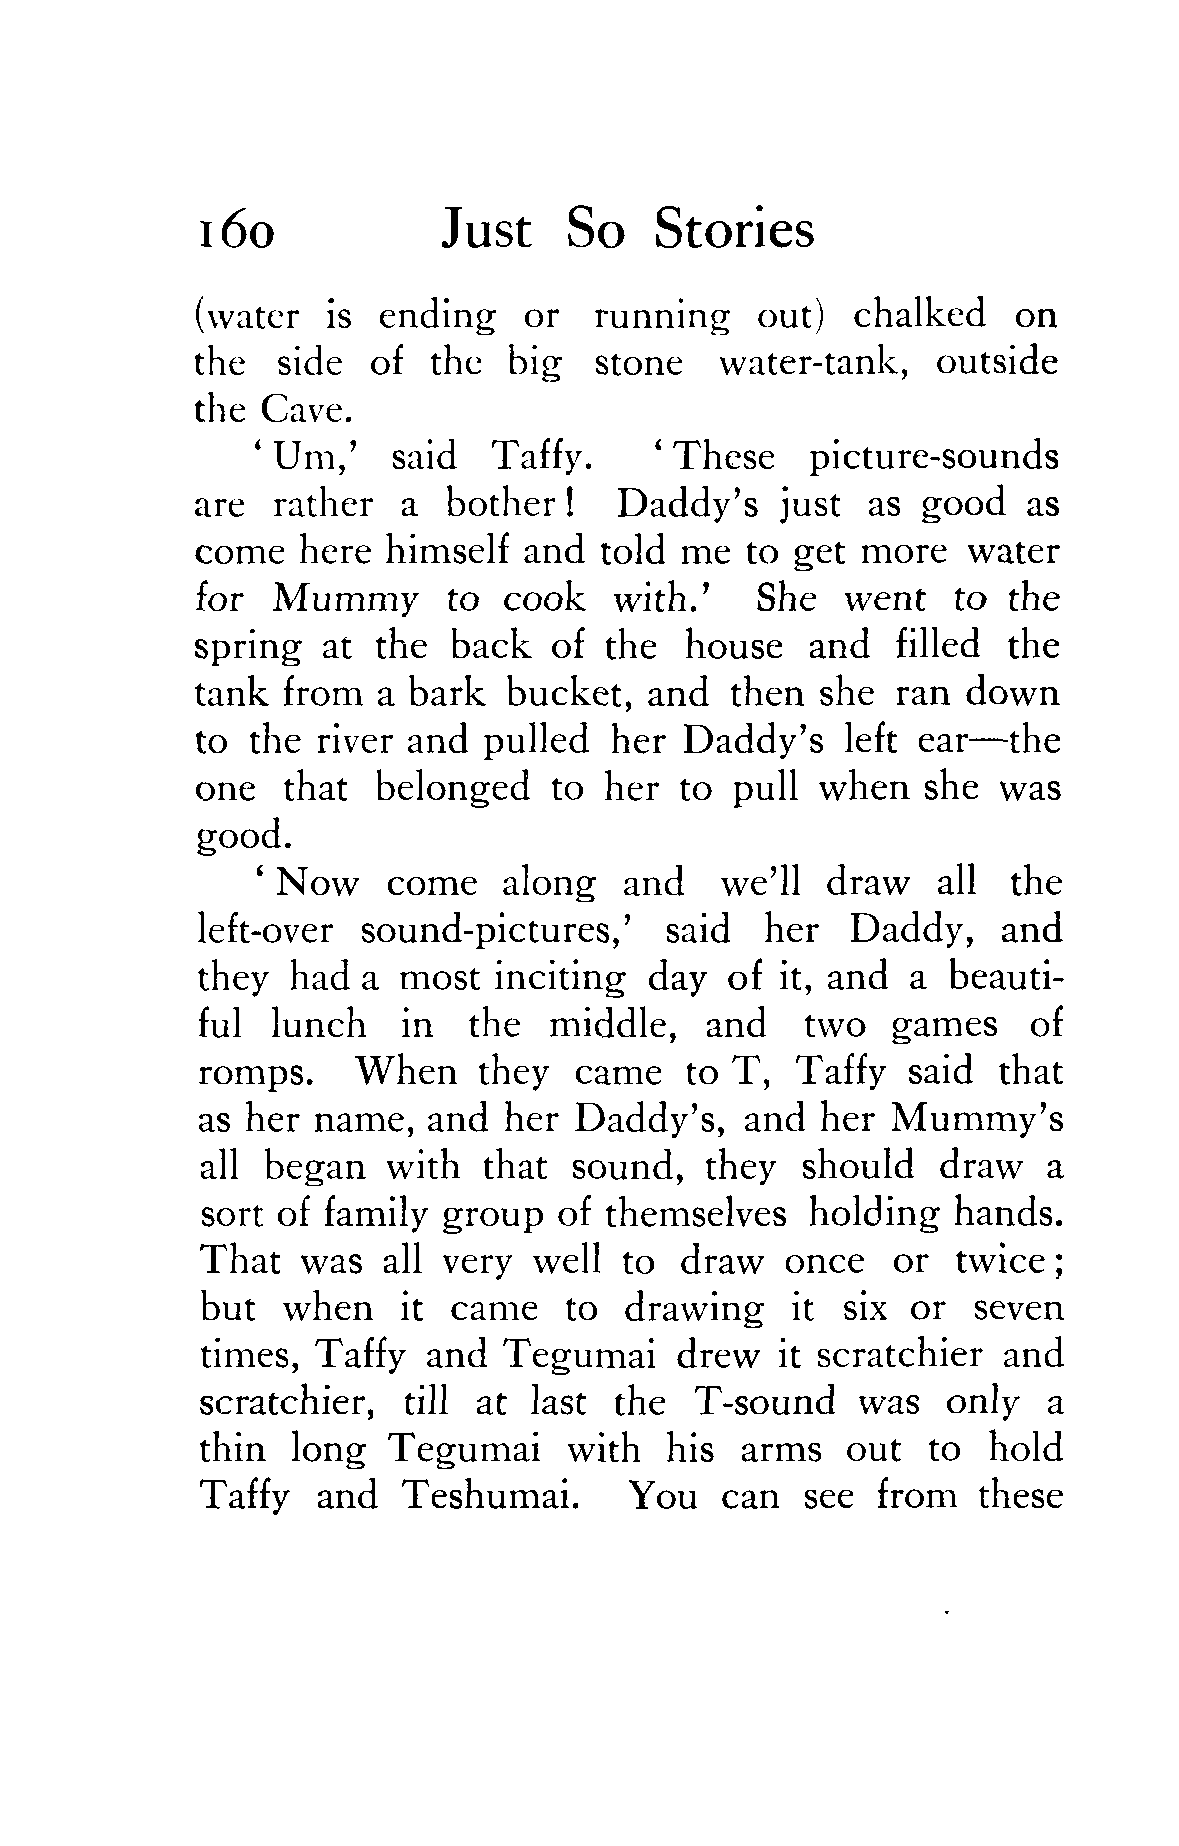 160 Just So Stories
(water is ending or running out) chalked on
the side of the big stone water-tank, outside
the Cave.
‘Um,’ said Taffy. ‘These picture-sounds
are rather a bother! Daddy’s just as good as
come here himself and told me to get more water
for Mummy to cook with.’ She went to the
spring at the back of the house and filled the
tank from a bark bucket, and then she ran down
to the river and pulled her Daddy’s left ear—the
one that belonged to her to pull when she was
good.
‘Now come along and we’ll draw all the
left-over sound-pictures,’ said her Daddy, and
they had a most inciting day of it, and a beauti-
ful lunch in the middle, and two games of
romps. When they came to T, Taffy said that
as her name, and her Daddy’s, and her Mummy’s
all began with that sound, they should draw a
sort of family group of themselves holding hands.
That was all very well to draw once or twice;
but when it came to drawing it six or seven
times, Taffy and Tegumai drew it scratchier and
scratchier, till at last the T-sound was only a
thin long Tegumai with his arms out to hold
Taffy and Teshumai. You can see from these